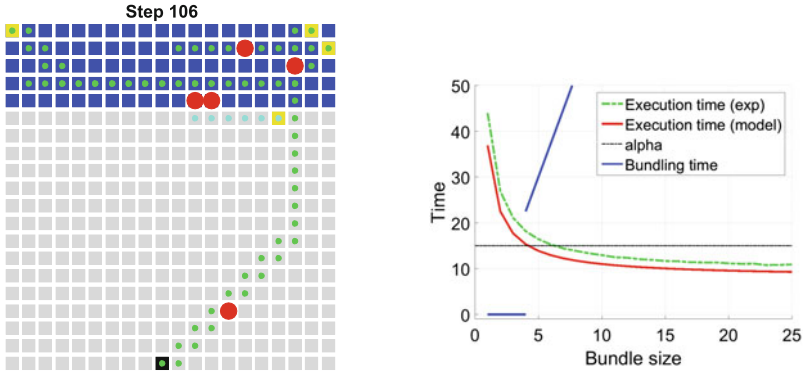 Step 106
50
40
30
20
10
0
Time
Execution time (exp)
Execution time (model)
alpha
Bundling time
0 5 10 15 20 25
Bundle size